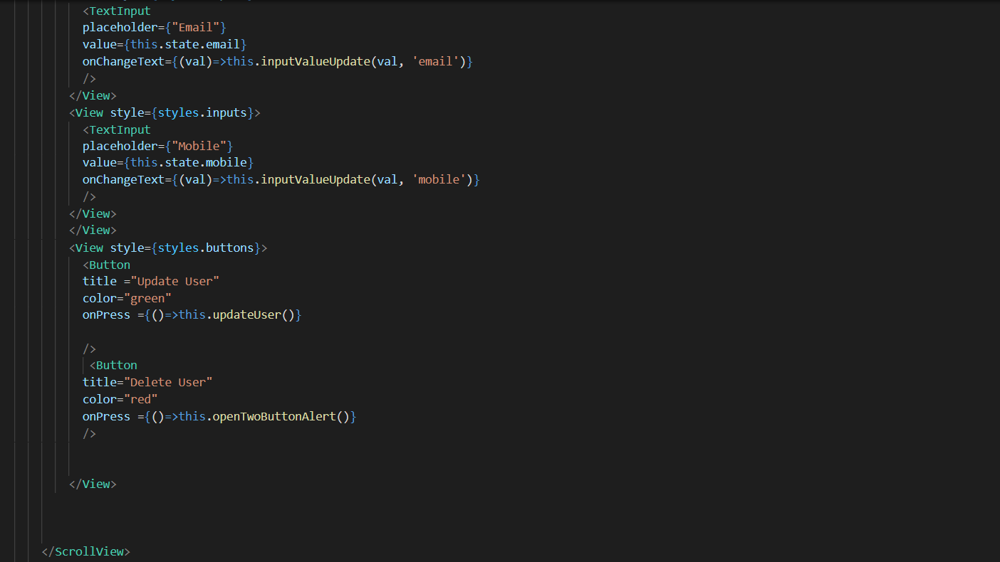 <TextInput
placeholder={"Email"}
value={this.state.email}
onChangeText={(val)=>this.inputValueUpdate(val, 'email')}
/>
</View>
<View style={styles.inputs}>
<TextInput
placeholder={"Mobile"}
value={this.state.mobile}
onChangeText={(val)=>this.inputValueUpdate(val, 'mobile')}
/>
</View>
</View>
<View style={styles.buttons}>
<Button
title ="Update User"
color="green"
onPress ={()=>this.updateUser()}
/>
<Button
title="Delete User"
color="red"
onPress ={()=>this.openTwoButtonAlert()}
/>
</View>
</ScrollView>